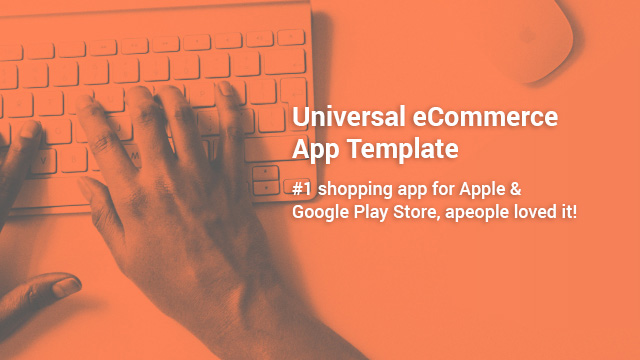 Universal eCommerce
App Template
#1 shopping app for Apple &
Google Play Store, apeople loved it!